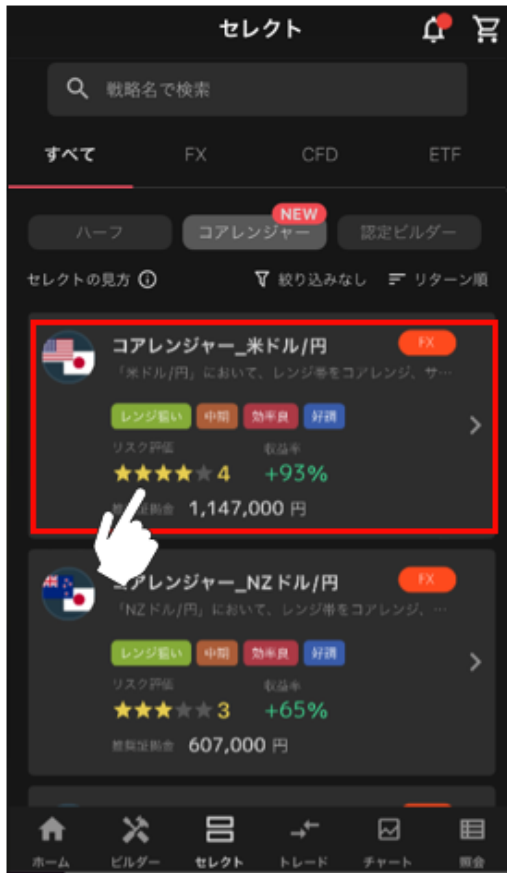 セレクト
戦略名で検索
すべて FX CFD ETF
NEW
ハーフ コアレンジャー 認定ビルダー
セレクトの見方 絞り込みなし リターン順
コアレンジャー_米ドル/円 FX
「米ドル/円」において、レンジ帯をコアレンジ、サ…
レンジ狙い 中期 効率良 好調
リスク評価 収益率
★★★★★ 4 +93%
証拠金 1,147,000 円
アレンジャー_NZドル/円 FX
「NZドル/円」において、レンジ帯をコアレンジ、…
レンジ狙い 中期 効率良 好調
リスク評価 収益率
★★★★★ 3 +65%
推奨証拠金 607,000 円
ホーム ビルダー セレクト トレード チャート 照会